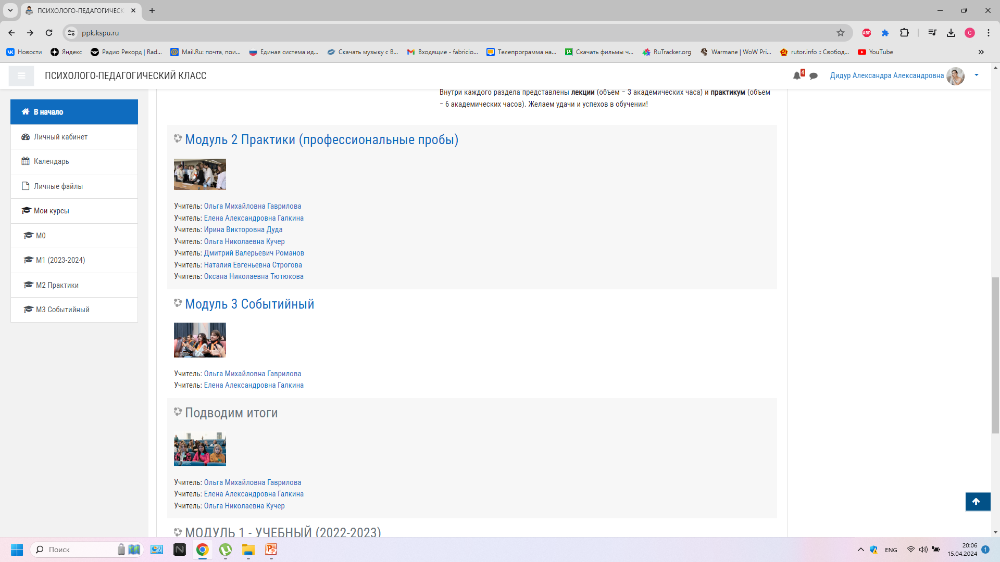 ПСИХОЛОГО-ПЕДАГОГИЧЕСК
ppk.kspu.ru
ABP
C
Новости
Яндекс
Радио Рекорд | Rad...
Mail.Ru: почта, пои...
Единая система ид...
Скачать музыку с В...
Входящие - fabricio...
Телепрограмма на...
Скачать фильмы ч...
RuTracker.org
Warmane | WoW Pri...
rutor.info :: Свобод...
YouTube
ПСИХОЛОГО-ПЕДАГОГИЧЕСКИЙ КЛАСС
4
Дидур Александра Александровна
В начало
Личный кабинет
Календарь
Личные файлы
Мои курсы
М0
М1 (2023-2024)
М2 Практики
М3 Событийный
Внутри каждого раздела представлены лекции (объем – 3 академических часа) и практикум (объем
– 6 академических часов). Желаем удачи и успехов в обучении!
Модуль 2 Практики (профессиональные пробы)
Учитель: Ольга Михайловна Гаврилова
Учитель: Елена Александровна Галкина
Учитель: Ирина Викторовна Дуда
Учитель: Ольга Николаевна Кучер
Учитель: Дмитрий Валерьевич Романов
Учитель: Наталия Евгеньевна Строгова
Учитель: Оксана Николаевна Тютюкова
Модуль 3 Событийный
Учитель: Ольга Михайловна Гаврилова
Учитель: Елена Александровна Галкина
Подводим итоги
Учитель: Ольга Михайловна Гаврилова
Учитель: Елена Александровна Галкина
Учитель: Ольга Николаевна Кучер
МОДУЛЬ 1 - УЧЕБНЫЙ (2022-2023)
Поиск
ENG
20:06
15.04.2024
1